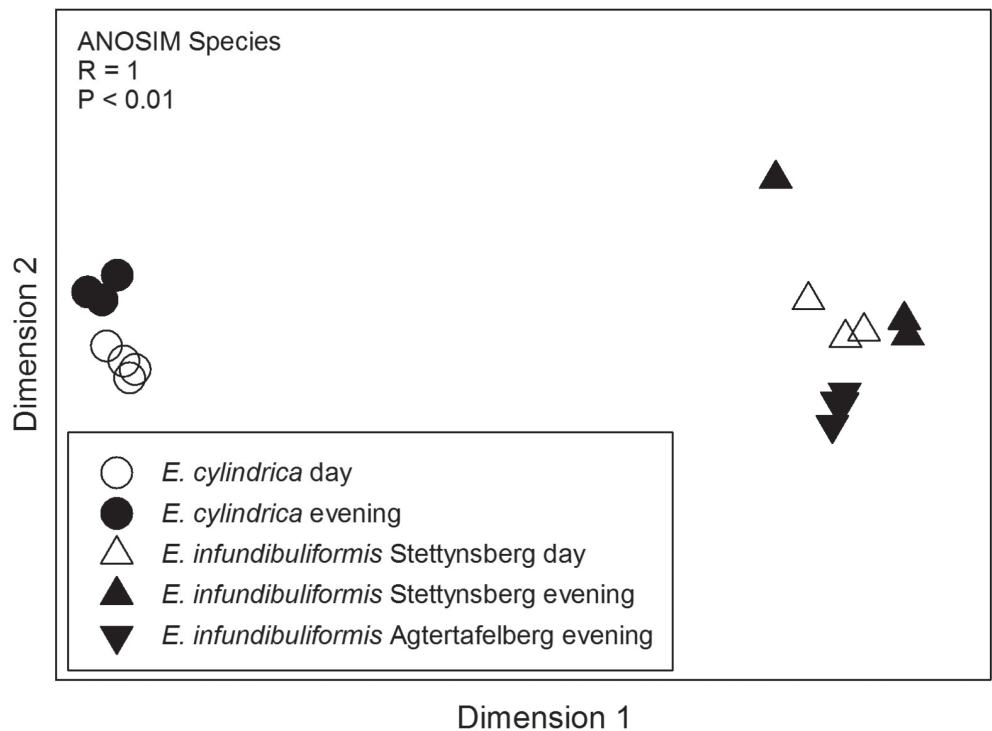 ANOSIM Species
R = 1
P < 0.01
Dimension 2
E. cylindrica day
E. cylindrica evening
E. infundibuliformis Stettynsberg day
E. infundibuliformis Stettynsberg evening
E. infundibuliformis Agtertafelberg evening
Dimension 1